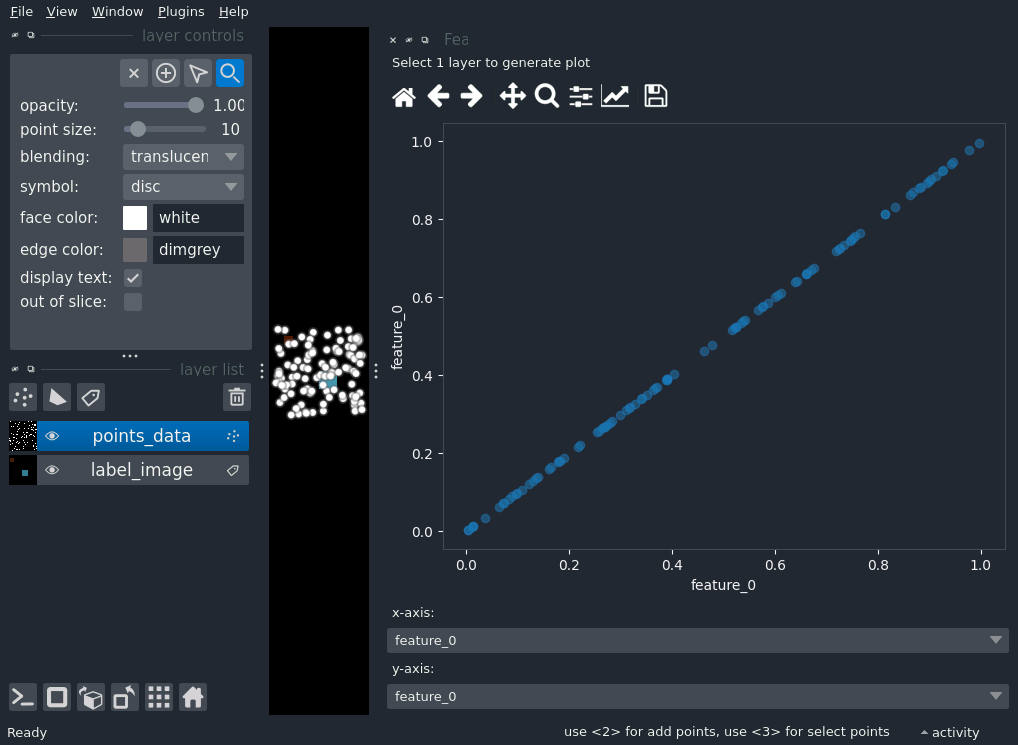 File View Window Plugins Help
layer controls
opacity: 1.00
point size: 10
blending: translucen
symbol: disc
face color: white
edge color: dimgrey
display text:
out of slice:
layer list
points_data
label_image
Ready
Fea
Select 1 layer to generate plot
1.0
0.8
0.6
0.4
0.2
0.0
feature_0
0.0 0.2 0.4 0.6 0.8 1.0
feature_0
x-axis:
feature_0
y-axis:
feature_0
use <2> for add points, use <3> for select points
activity